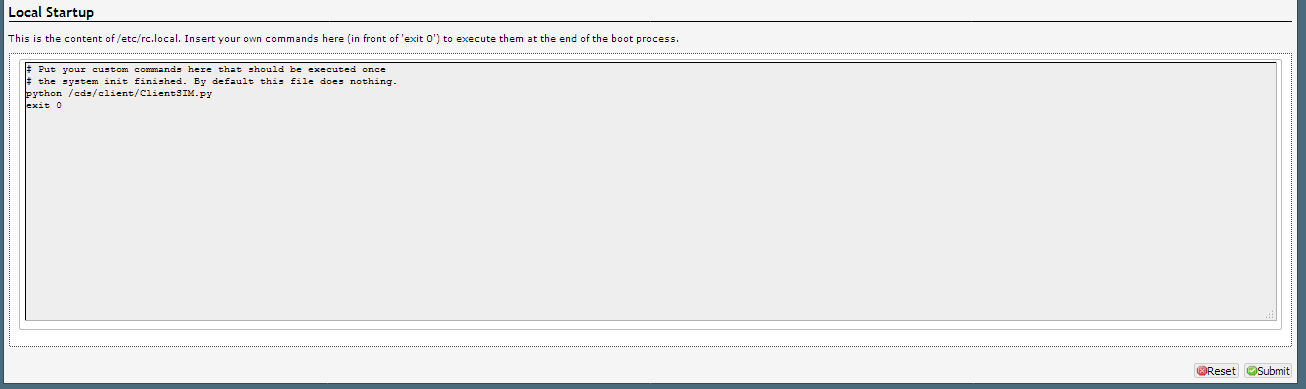 Local Startup
This is the content of /etc/rc.local. Insert your own commands here (in front of 'exit 0') to execute them at the end of the boot process.
# Put your custom commands here that should be executed once
# the system init finished. By default this file does nothing.
python /cds/client/ClientSIM.py
exit 0
Reset Submit